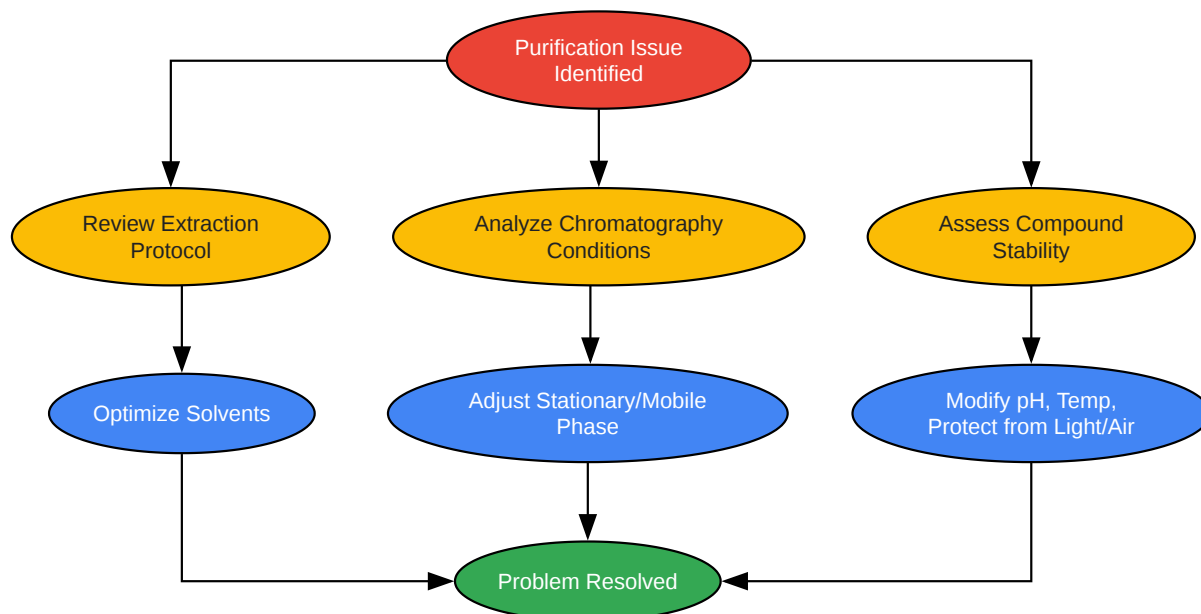 Purification Issue
Identified
Review Extraction
Protocol
Analyze Chromatography
Conditions
Assess Compound
Stability
Optimize Solvents
Adjust Stationary/Mobile
Phase
Modify pH, Temp,
Protect from Light/Air
Problem Resolved